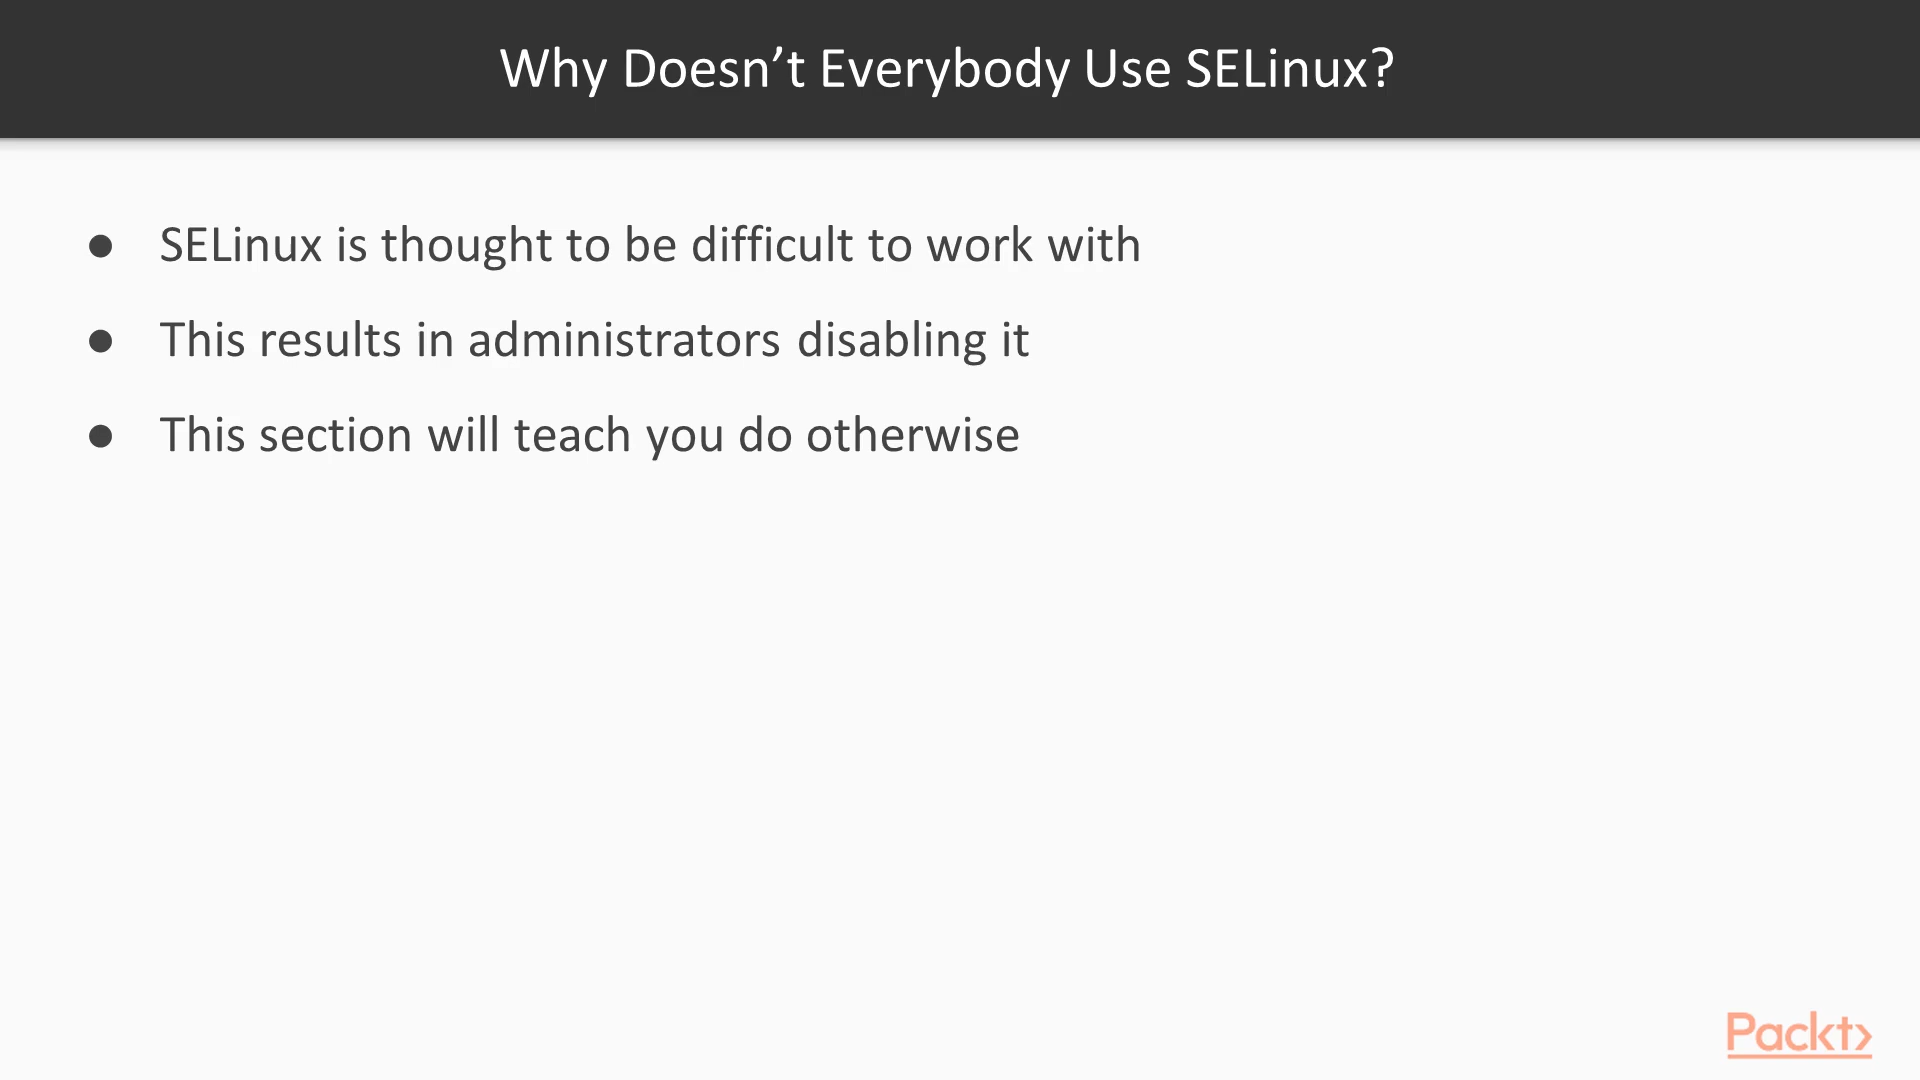 Why Doesn’t Everybody Use SELinux?
● SELinux is thought to be difficult to work with
● This results in administrators disabling it
● This section will teach you do otherwise
Packt>